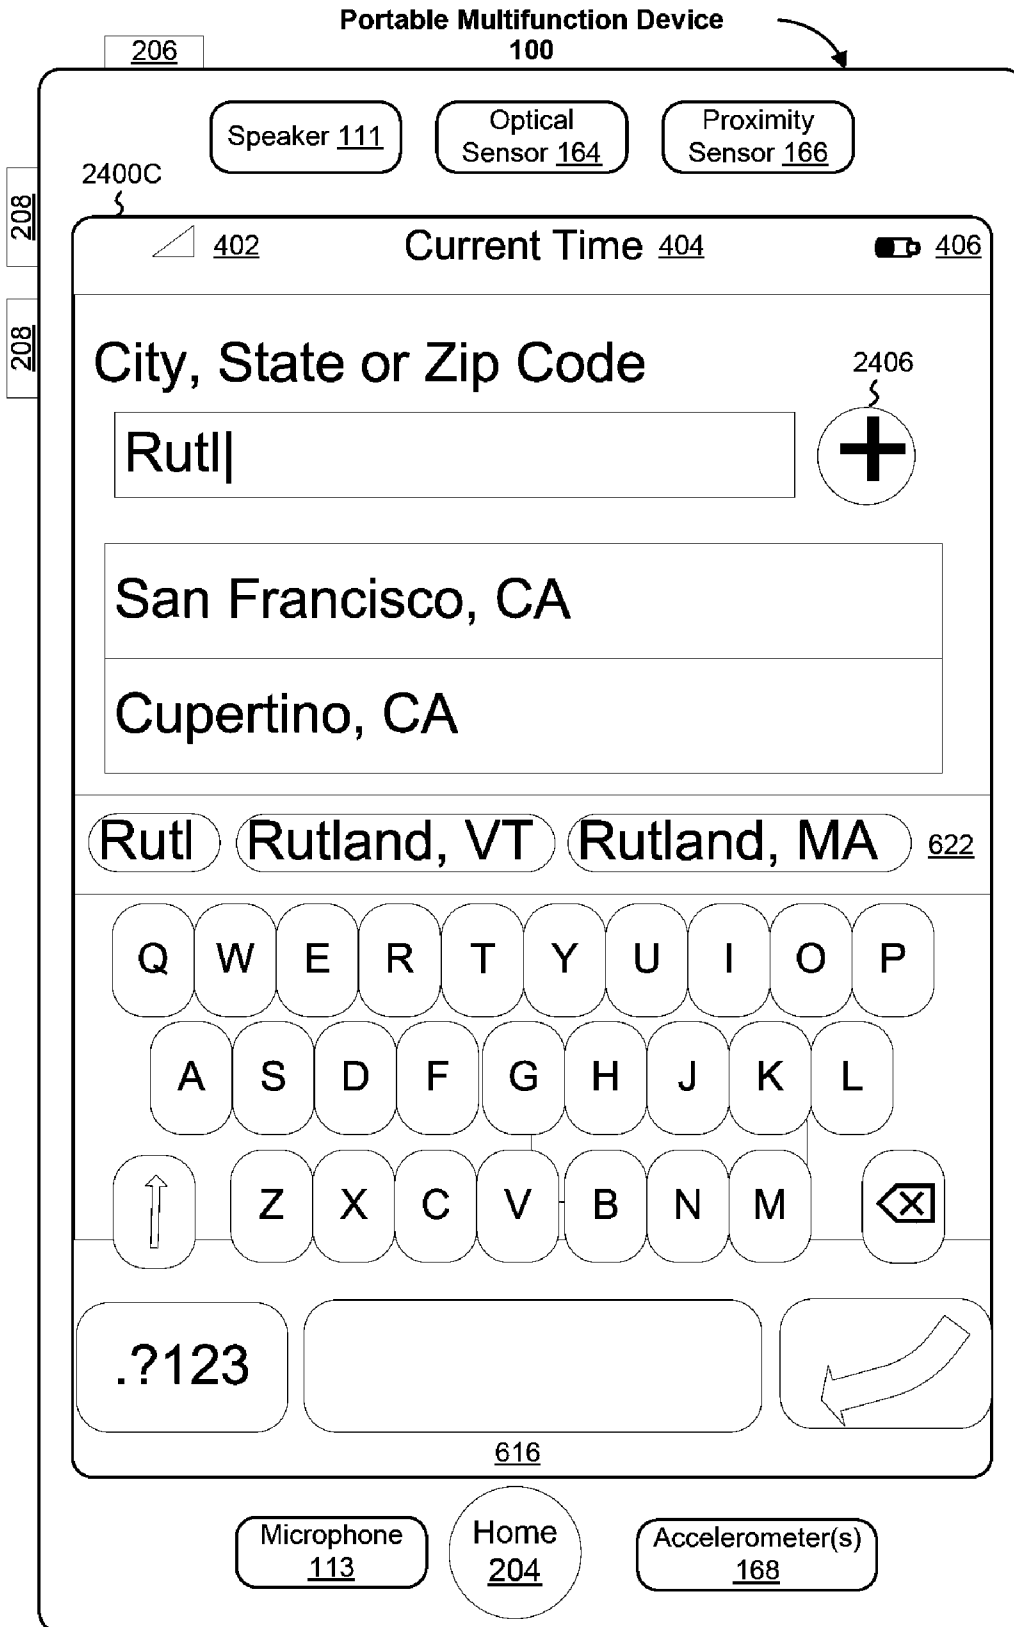 Portable Multifunction Device
100
206
Speaker 111
Optical
Sensor 164
Proximity
Sensor 166
2400C
208
208
402
Current Time 404
406
City, State or Zip Code
2406
Rutl
San Francisco, CA
Cupertino, CA
Rutl Rutland, VT Rutland, MA 622
Q W E R T Y U I O P
A S D F G H J K L
Z X C V B N M
.?123
616
Microphone
113
Home
204
Accelerometer(s)
168